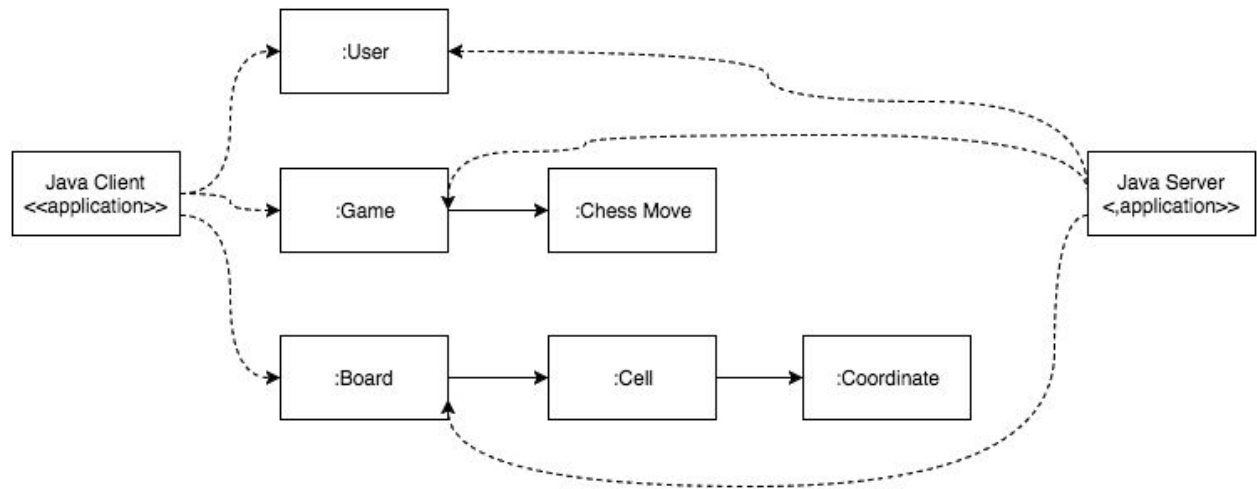 :User
Java Client
<<application>>
:Game
:Chess Move
Java Server
<,application>>
:Board
:Cell
:Coordinate